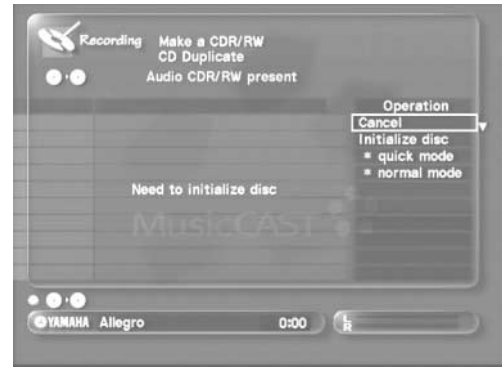 Recording
Make a CDR/RW
CD Duplicate
Audio CDR/RW present
Operation
Cancel
Initialize disc
* quick mode
* normal mode
Need to initialize disc
MusicCAST
YAMAHA Allegro 0:00 L
R